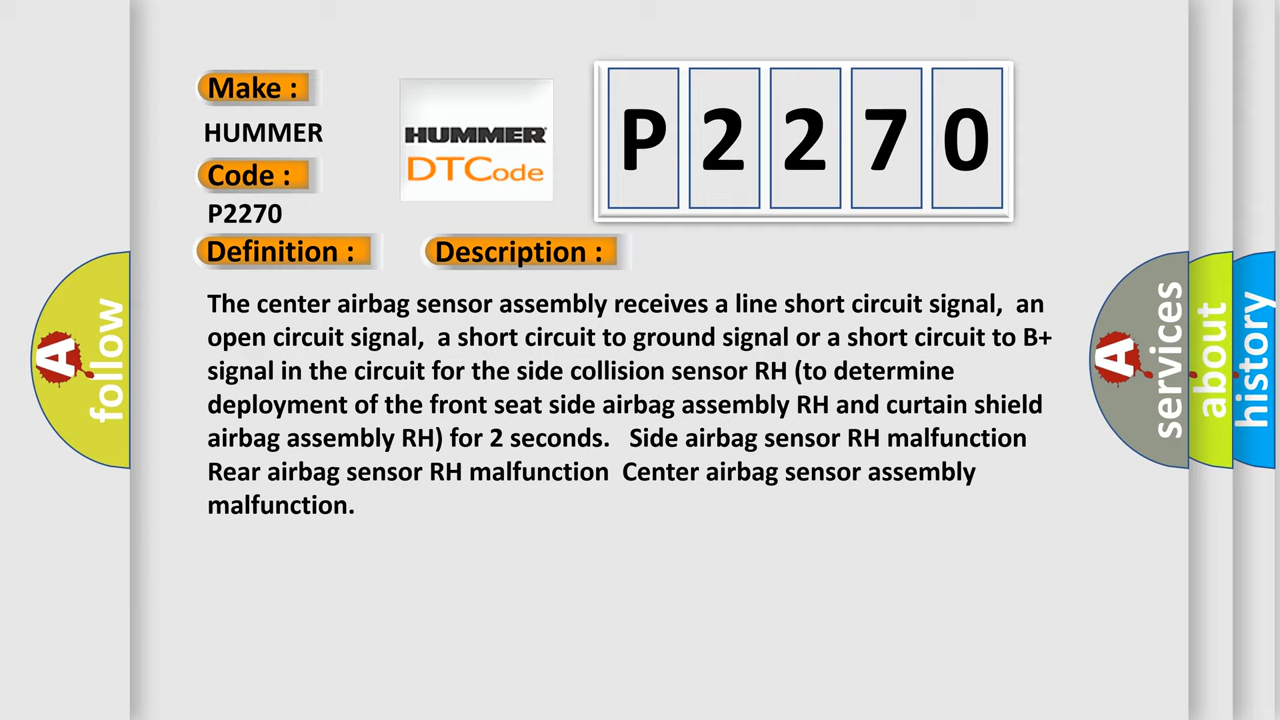 Make :
HUMMER
Code :
P2270
Definition :
Description :
HUMMER
DTCode
P 2 2 7 0
The center airbag sensor assembly receives a line short circuit signal,  an
open circuit signal,  a short circuit to ground signal or a short circuit to B+
signal in the circuit for the side collision sensor RH (to determine
deployment of the front seat side airbag assembly RH and curtain shield
airbag assembly RH) for 2 seconds.   Side airbag sensor RH malfunction
Rear airbag sensor RH malfunction  Center airbag sensor assembly
malfunction.
A
follow
A
services
about
history